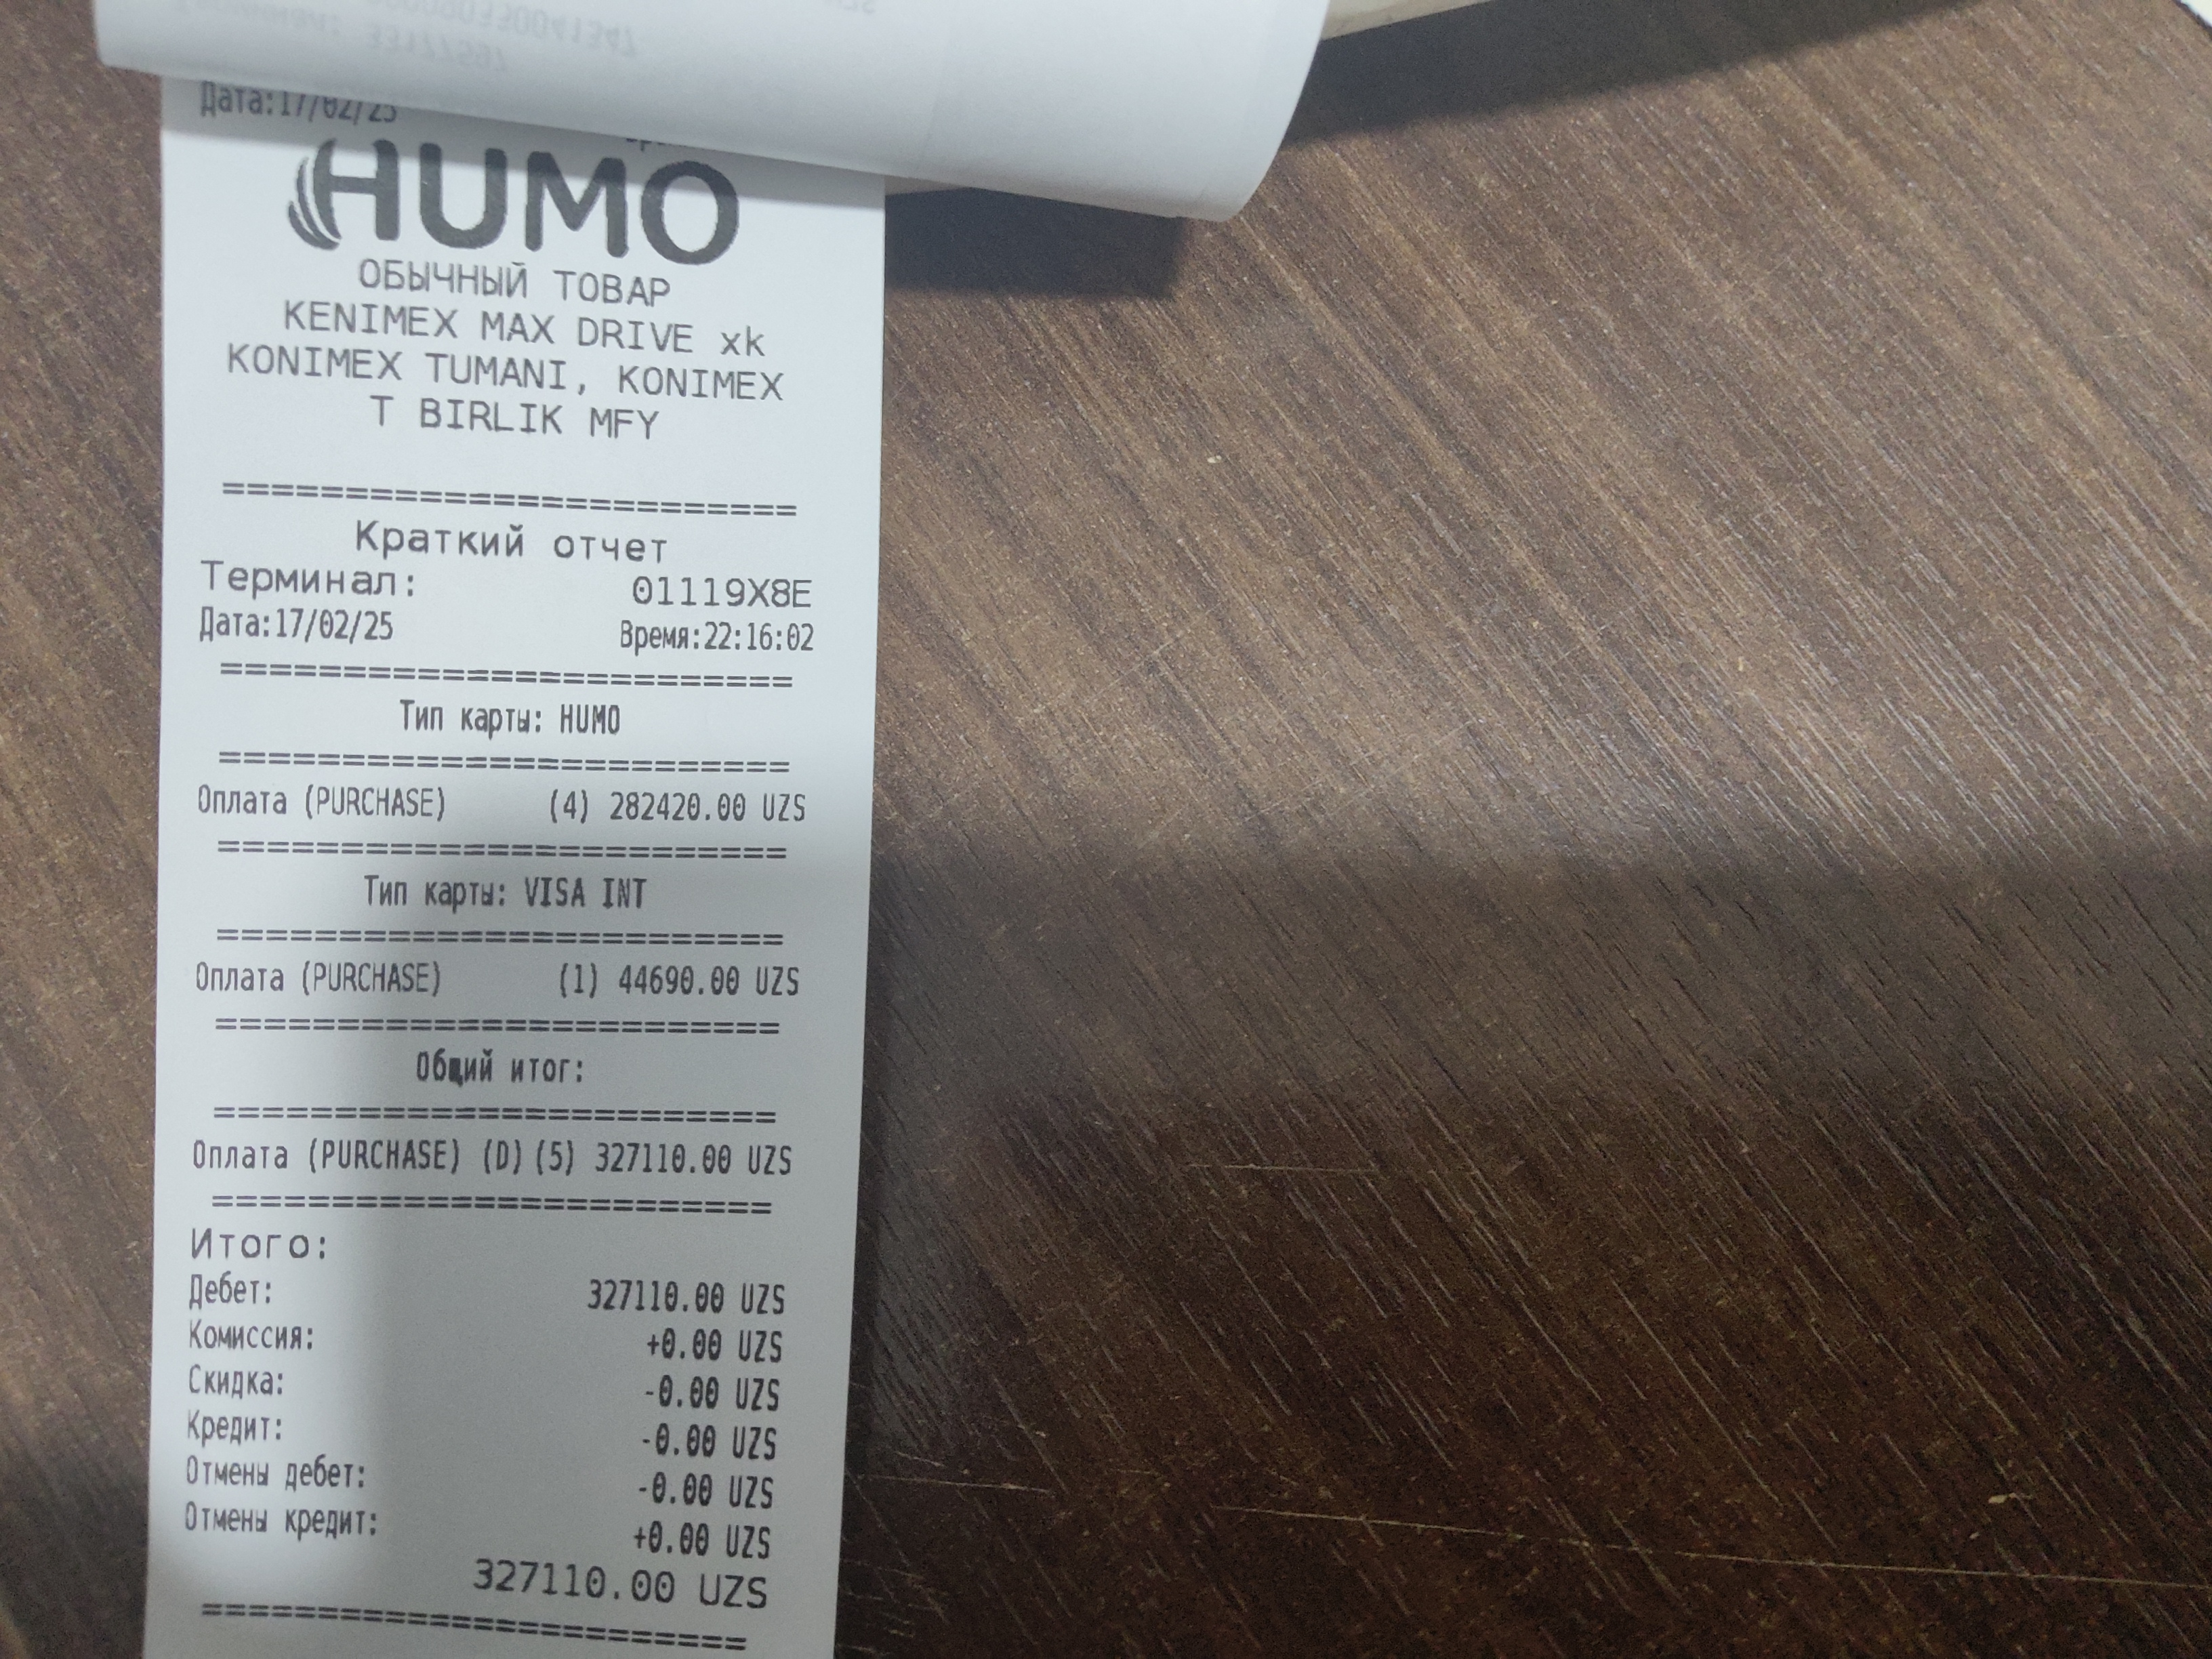 Дата:17/02/25
HUMO
ОБЫЧНЫЙ ТОВАР
KENIMEX MAX DRIVE xk
KONIMEX TUMANI, KONIMEX
T BIRLIK MFY
========================
Краткий отчет
Терминал: 01119X8E
Дата:17/02/25 Время:22:16:02
========================
Тип карты: HUMO
========================
Оплата (PURCHASE) (4) 282420.00 UZS
========================
Тип карты: VISA INT
========================
Оплата (PURCHASE) (1) 44690.00 UZS
========================
Общий итог:
========================
Оплата (PURCHASE) (D)(5) 327110.00 UZS
========================
Итого:
Дебет: 327110.00 UZS
Комиссия: +0.00 UZS
Скидка: -0.00 UZS
Кредит: -0.00 UZS
Отмены дебет: -0.00 UZS
Отмены кредит: +0.00 UZS
327110.00 UZS
========================